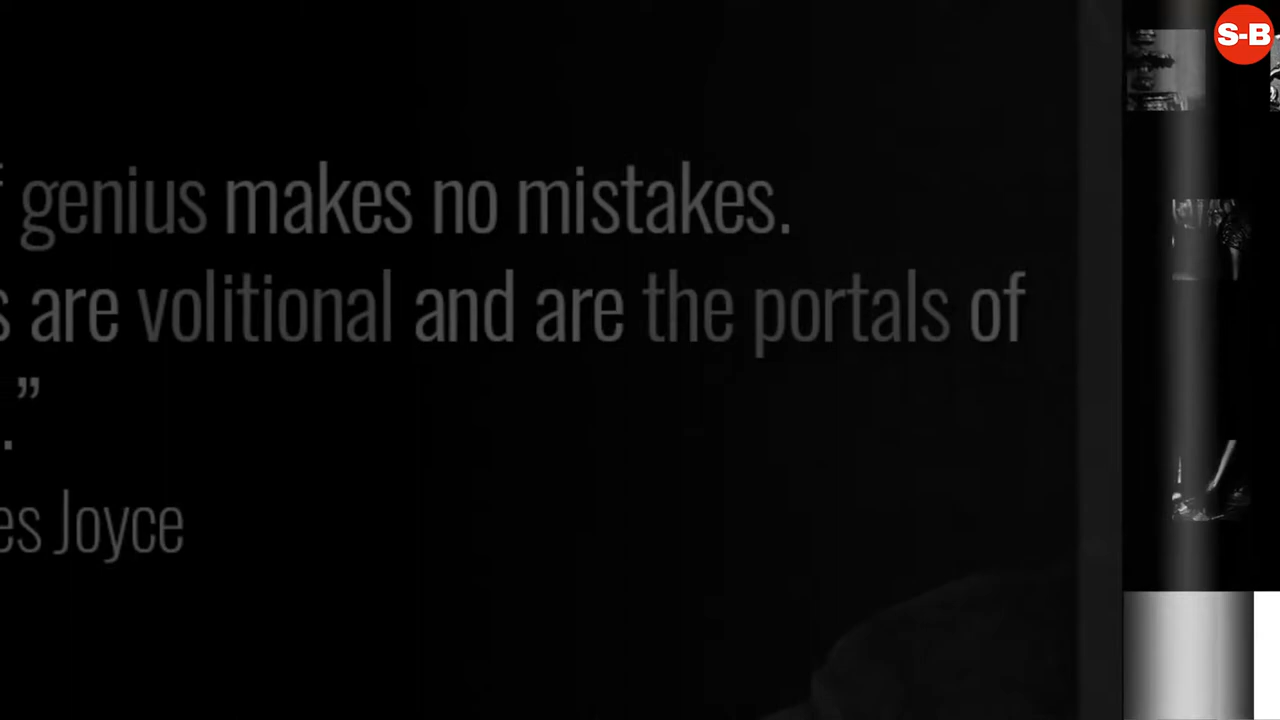 S-B
genius makes no mistakes.
s are volitional and are the portals of
.”
es Joyce